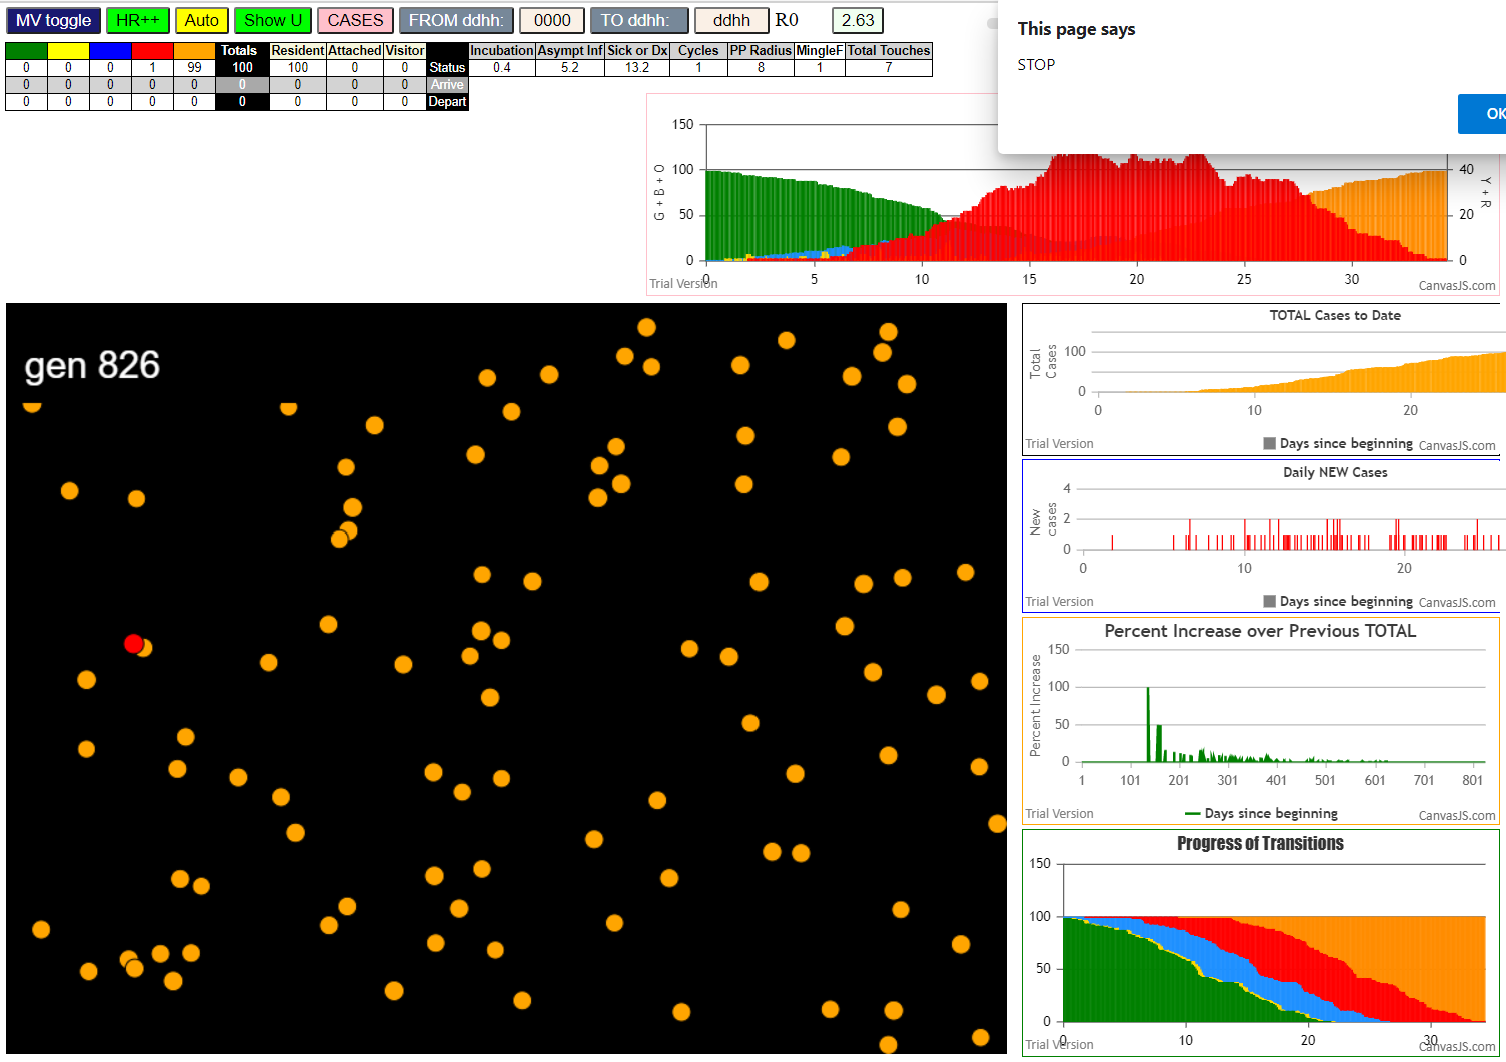 MV toggle HR++ Auto Show U CASES FROM ddhh: 0000 TO ddhh: ddhh R0 2.63
This page says
STOP
OK
Totals Resident Attached Visitor Incubation Asympt Inf Sick or Dx Cycles PP Radius MingleF Total Touches
0 0 0 1 99 100 100 0 0 Status 0.4 5.2 13.2 1 8 1 7
0 0 0 0 0 0 0 0 0 Arrive
0 0 0 0 0 0 0 0 0 Depart
150
100 40
50 20
0 0
G + B + O
Y + R
0 5 10 15 20 25 30
Trial Version CanvasJS.com
gen 826
TOTAL Cases to Date
Total
Cases
100
0
0 10 20
Days since beginning
Trial Version CanvasJS.com
Daily NEW Cases
New
cases
4
2
0
0 10 20
Days since beginning
Trial Version CanvasJS.com
Percent Increase over Previous TOTAL
Percent Increase
150
100
50
0
1 101 201 301 401 501 601 701 801
Days since beginning
Trial Version CanvasJS.com
Progress of Transitions
150
100
50
0
0 10 20 30
Trial Version CanvasJS.com